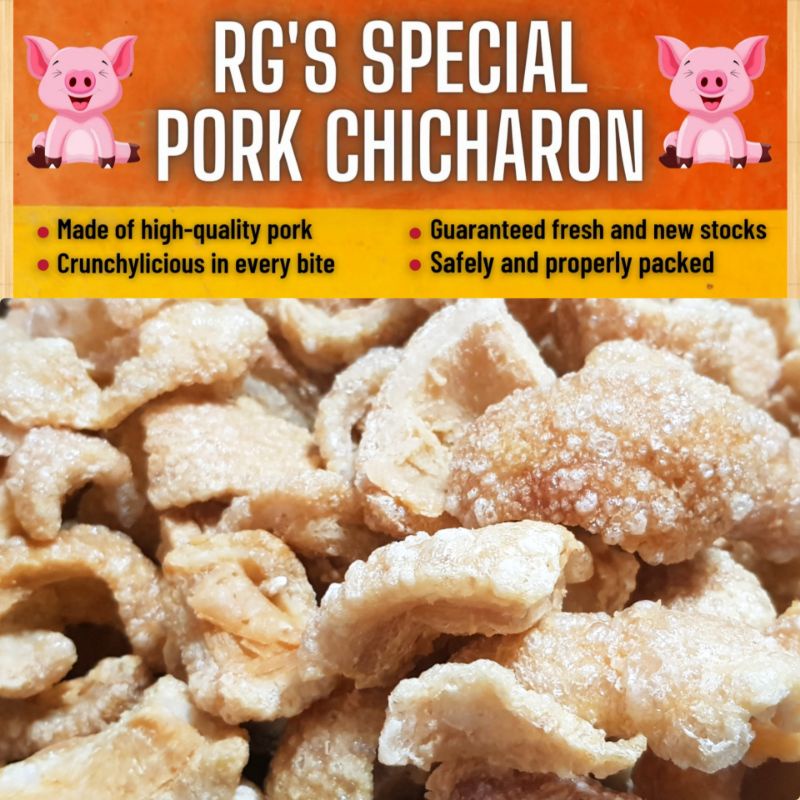 RG'S SPECIAL
PORK CHICHARON
Made of high-quality pork
Crunchylicious in every bite
Guaranteed fresh and new stocks
Safely and properly packed